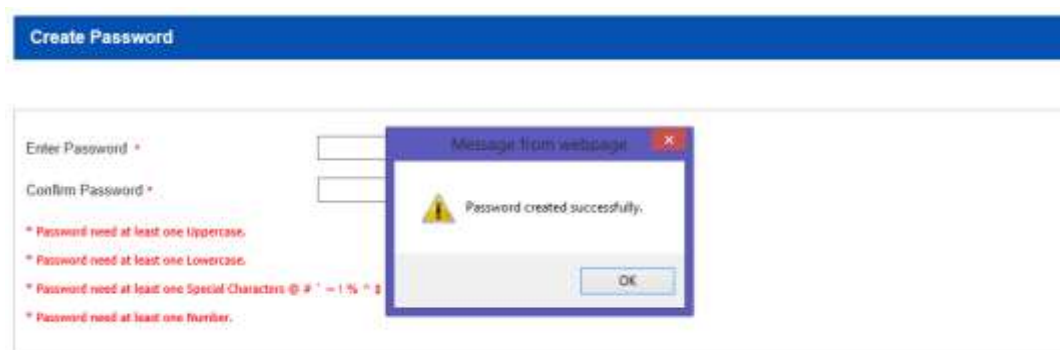 Create Password
Enter Password *
Message from webpage
Confirm Password *
Password created successfully.
* Password need at least one Uppercase.
* Password need at least one Lowercase.
* Password need at least one Special Characters @ #
OK
* Password need at least one Number.